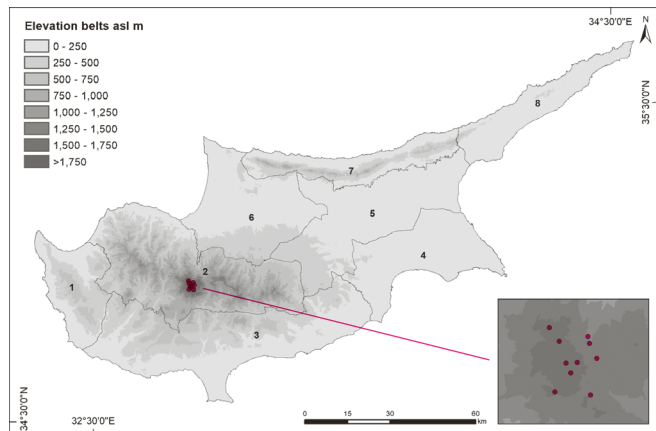 34°30'0"E
Elevation belts asl m
0 - 250
250 - 500
500 - 750
750 - 1,000
1,000 - 1,250
1,250 - 1,500
1,500 - 1,750
>1,750
N
35°30'0"N
8
7
6
5
4
2
1
3
34°30'0"N
32°30'0"E
0 15 30 60
km